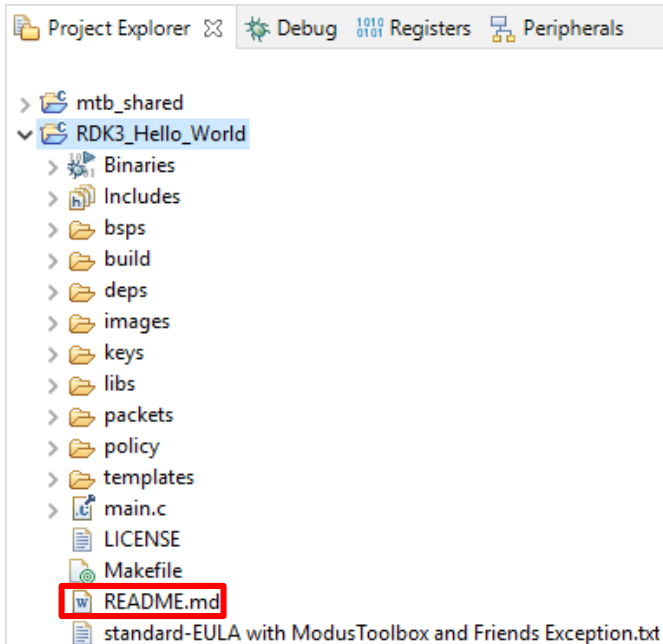 Project Explorer Debug 1010 0101 Registers Peripherals
mtb_shared
RDK3_Hello_World
Binaries
Includes
bsps
build
deps
images
keys
libs
packets
policy
templates
main.c
LICENSE
Makefile
README.md
standard-EULA with ModusToolbox and Friends Exception.txt